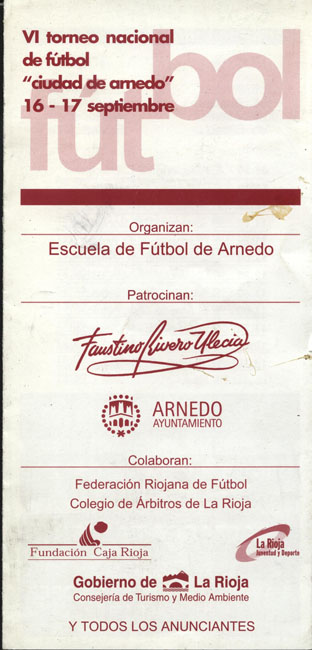 VI torneo nacional
de fútbol
"ciudad de arnedo"
16 - 17 septiembre
fútbol
Organizan:
Escuela de Fútbol de Arnedo
Patrocinan:
Faustino Rivero Ulecia
ARNEDO
AYUNTAMIENTO
Colaboran:
Federación Riojana de Fútbol
Colegio de Árbitros de La Rioja
Fundación Caja Rioja
La Rioja
Juventud y Deporte
Gobierno de La Rioja
Consejería de Turismo y Medio Ambiente
Y TODOS LOS ANUNCIANTES